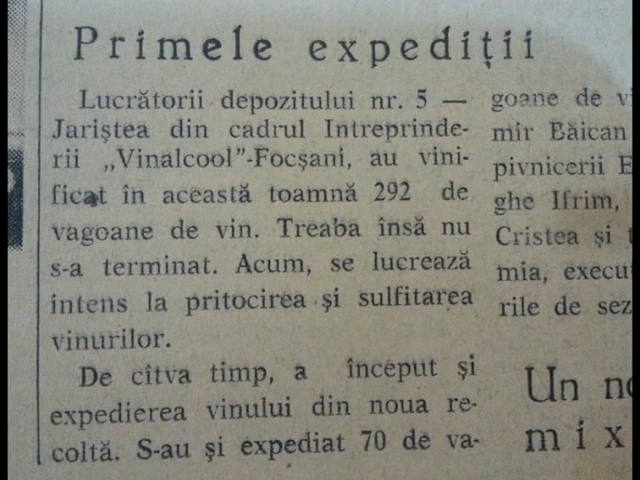 Primele expediții
Lucrătorii depozitului nr. 5 —
Jariștea din cadrul Intreprinde-
rii „Vinalcool”-Focșani, au vini-
ficat în această toamnă 292 de
vagoane de vin. Treaba însă nu
s-a terminat. Acum, se lucrează
intens la pritocirea și sulfitarea
vinurilor.
De cîtva timp, a început și
expedierea vinului din noua re-
coltă. S-au și expediat 70 de va-
goane de
mir Băican
pivnicerii
ghe Ifrim,
Cristea și
mia,
rile de
Un